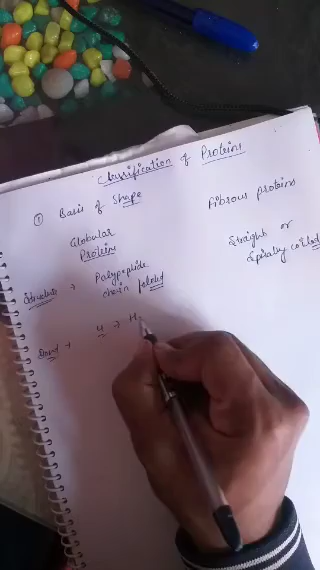 Classification of Proteins
① Basis of Shape
Globular Protein
Fibrous proteins
Structure → Polypeptide chain folded
Straight or Spirally coiled
Bond →
4 → H